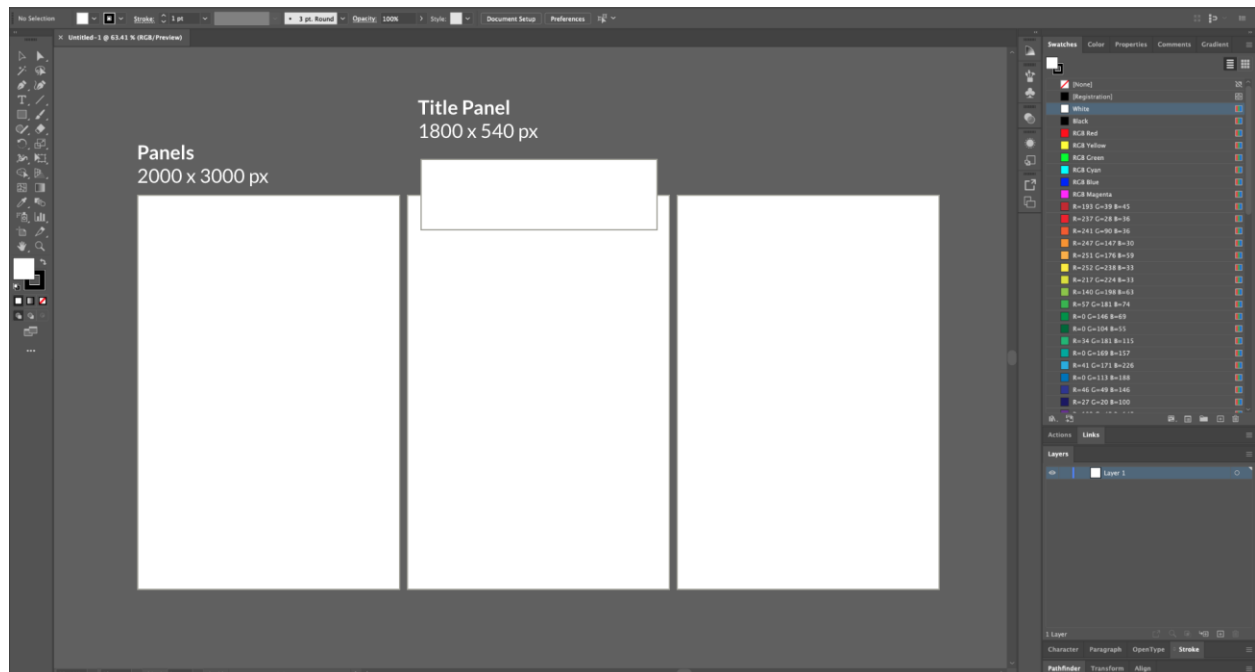 No Selection
Stroke:
1 pt
3 pt. Round
Opacity: 100%
Style:
Document Setup
Preferences
× Untitled-1 @ 63.41 % (RGB/Preview)
Title Panel
1800 x 540 px
Panels
2000 x 3000 px
Swatches Color Properties Comments Gradient
[None]
[Registration]
White
Black
RGB Red
RGB Yellow
RGB Green
RGB Cyan
RGB Blue
RGB Magenta
R=193 G=39 B=45
R=237 G=28 B=36
R=241 G=90 B=36
R=247 G=147 B=30
R=251 G=176 B=59
R=252 G=238 B=33
R=217 G=224 B=33
R=140 G=198 B=63
R=57 G=181 B=74
R=0 G=146 B=69
R=0 G=104 B=55
R=34 G=181 B=115
R=0 G=169 B=157
R=41 G=171 B=226
R=0 G=113 B=188
R=46 G=49 B=146
R=27 G=20 B=100
Actions Links
Layers
Layer 1
1 Layer
Character Paragraph OpenType Stroke
Pathfinder Transform Align